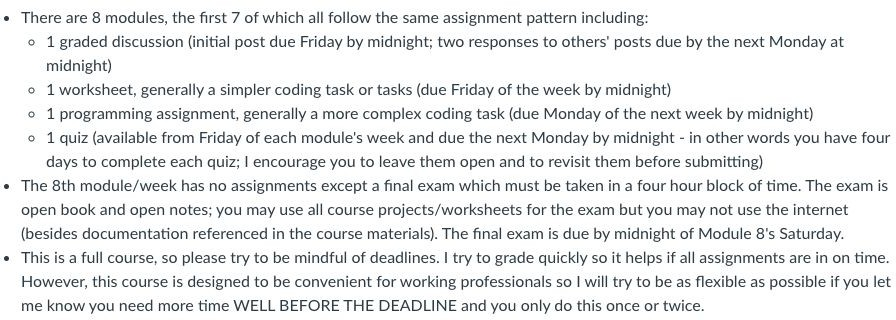 • There are 8 modules, the first 7 of which all follow the same assignment pattern including:
◦ 1 graded discussion (initial post due Friday by midnight; two responses to others' posts due by the next Monday at
midnight)
◦ 1 worksheet, generally a simpler coding task or tasks (due Friday of the week by midnight)
◦ 1 programming assignment, generally a more complex coding task (due Monday of the next week by midnight)
◦ 1 quiz (available from Friday of each module's week and due the next Monday by midnight - in other words you have four
days to complete each quiz; I encourage you to leave them open and to revisit them before submitting)
• The 8th module/week has no assignments except a final exam which must be taken in a four hour block of time. The exam is
open book and open notes; you may use all course projects/worksheets for the exam but you may not use the internet
(besides documentation referenced in the course materials). The final exam is due by midnight of Module 8's Saturday.
• This is a full course, so please try to be mindful of deadlines. I try to grade quickly so it helps if all assignments are in on time.
However, this course is designed to be convenient for working professionals so I will try to be as flexible as possible if you let
me know you need more time WELL BEFORE THE DEADLINE and you only do this once or twice.